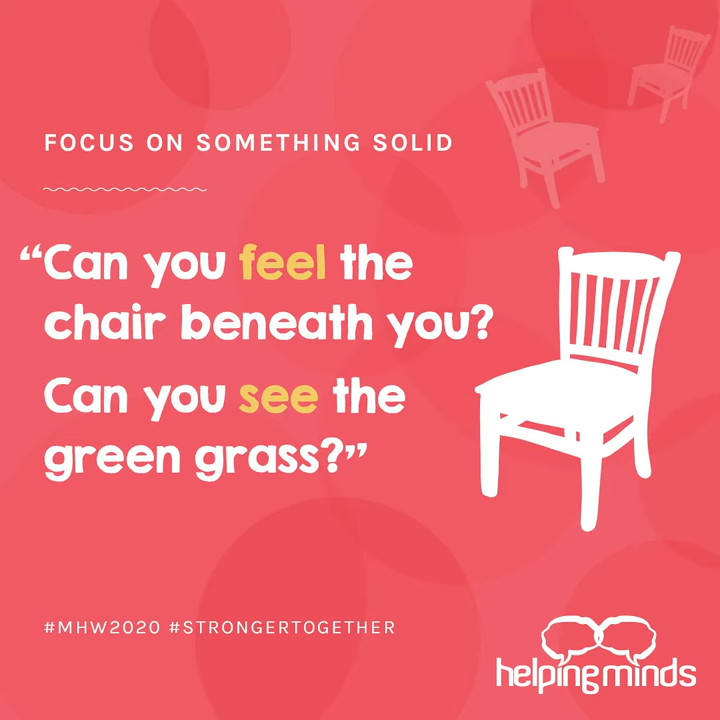 FOCUS ON SOMETHING SOLID
“Can you feel the
chair beneath you?
Can you see the
green grass?”
#MHW2020 #STRONGERTOGETHER
helpingminds